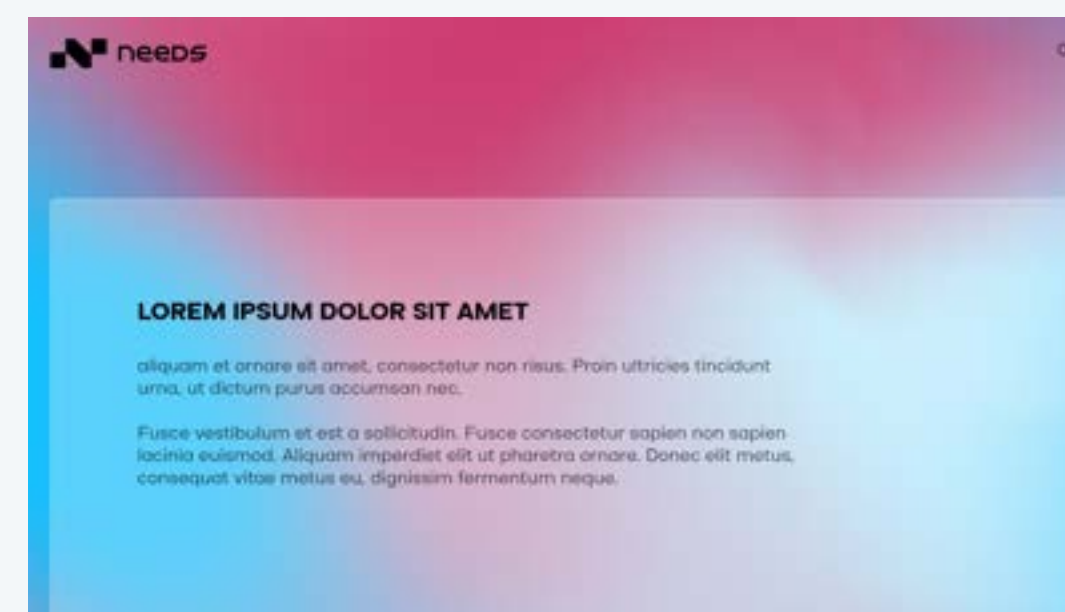 needs
LOREM IPSUM DOLOR SIT AMET
aliquam et ornare sit amet, consectetur non risus. Proin ultricies tincidunt
urna, ut dictum purus accumsan nec.
Fusce vestibulum et est a sollicitudin. Fusce consectetur sapien non sapien
lacinia euismod. Aliquam imperdiet elit ut pharetra ornare. Donec elit metus,
consequat vitae metus eu, dignissim fermentum neque.